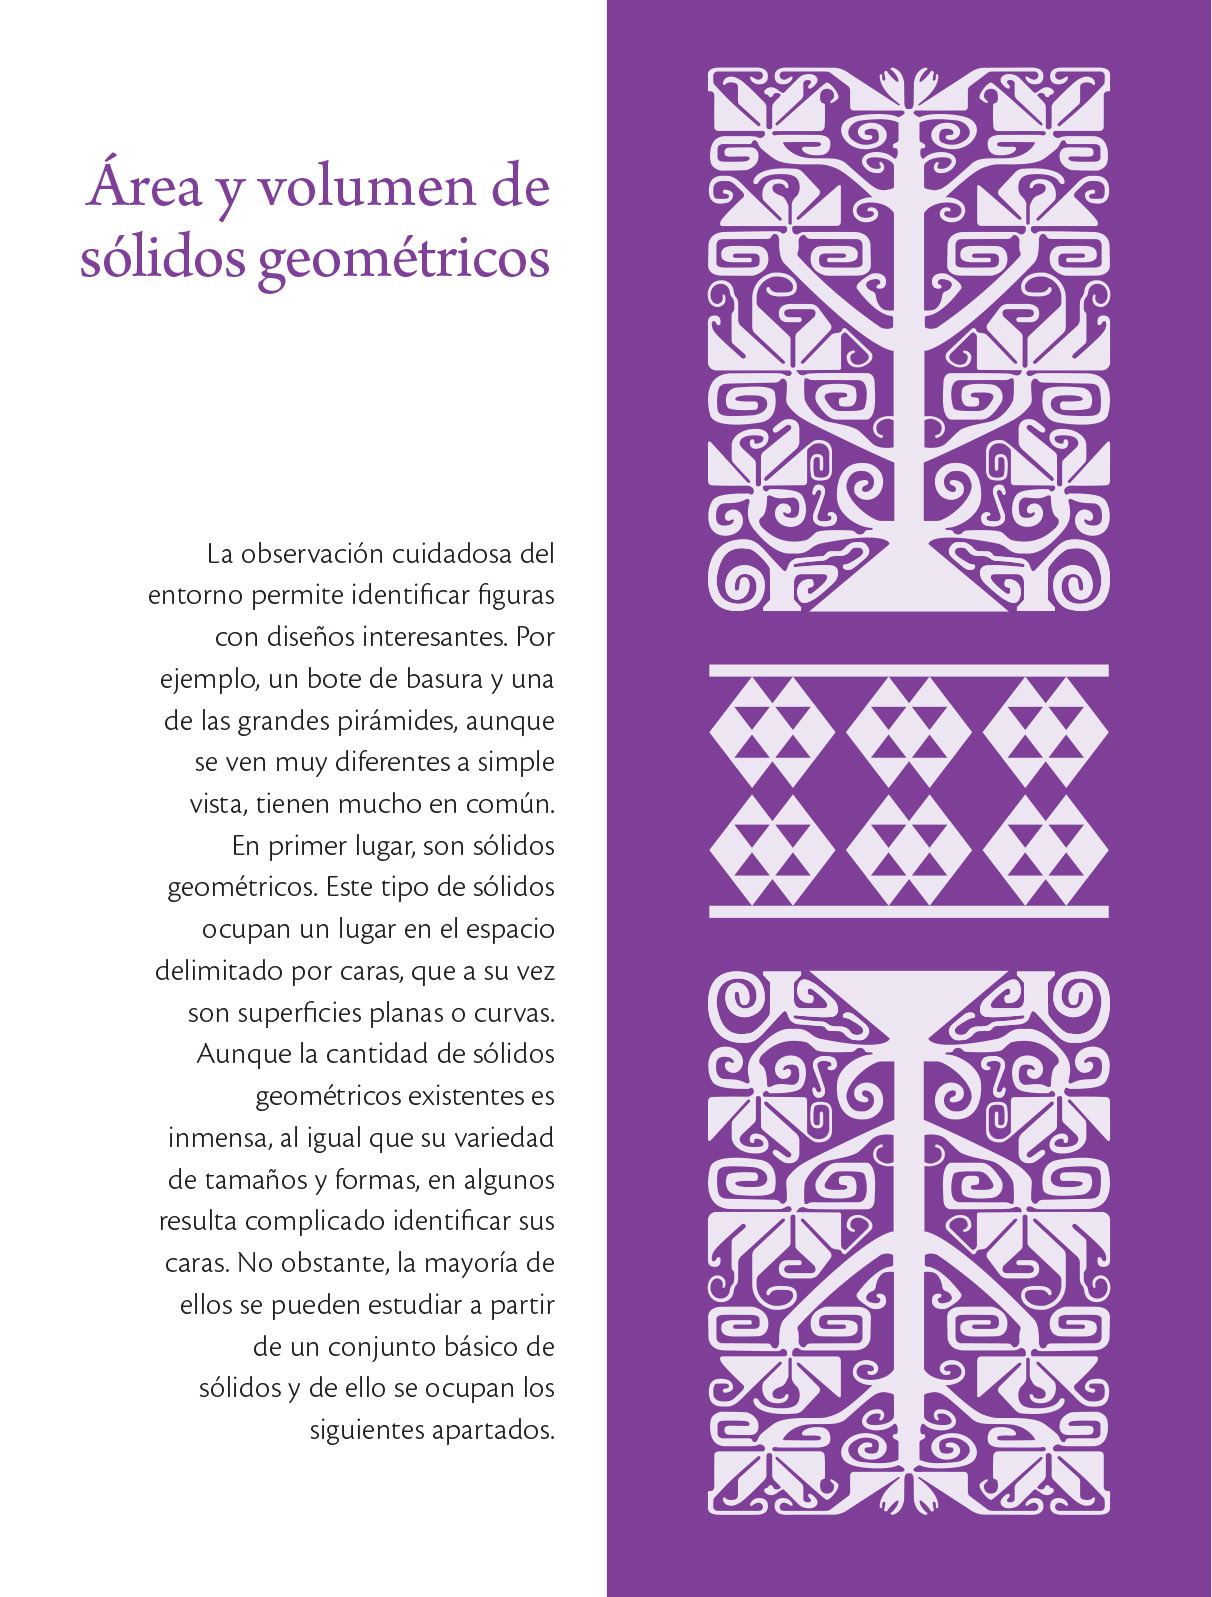 Área y volumen de
sólidos geométricos
La observación cuidadosa del
entorno permite identificar figuras
con diseños interesantes. Por
ejemplo, un bote de basura y una
de las grandes pirámides, aunque
se ven muy diferentes a simple
vista, tienen mucho en común.
En primer lugar, son sólidos
geométricos. Este tipo de sólidos
ocupan un lugar en el espacio
delimitado por caras, que a su vez
son superficies planas o curvas.
Aunque la cantidad de sólidos
geométricos existentes es
inmensa, al igual que su variedad
de tamaños y formas, en algunos
resulta complicado identificar sus
caras. No obstante, la mayoría de
ellos se pueden estudiar a partir
de un conjunto básico de
sólidos y de ello se ocupan los
siguientes apartados.